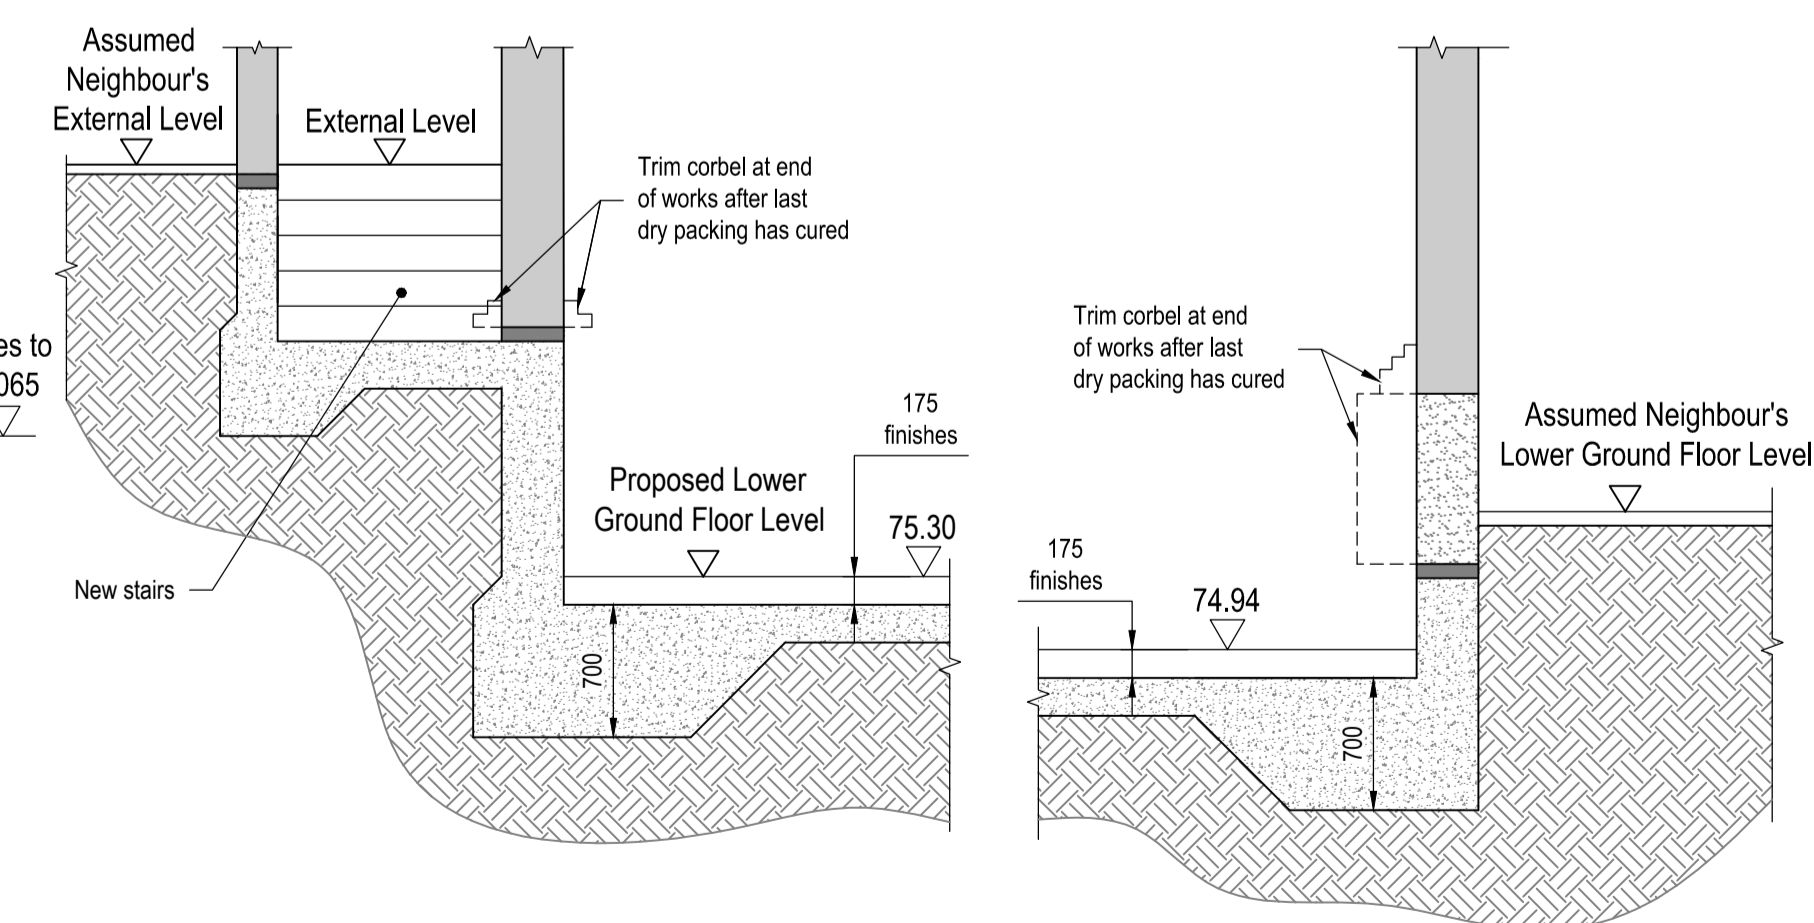 Assumed
Neighbour's
External Level
External Level
Trim corbel at end
of works after last
dry packing has cured
es to
065
New stairs
Proposed Lower
Ground Floor Level
175
finishes
75.30
700
Trim corbel at end
of works after last
dry packing has cured
Assumed Neighbour's
Lower Ground Floor Level
175
finishes
74.94
700